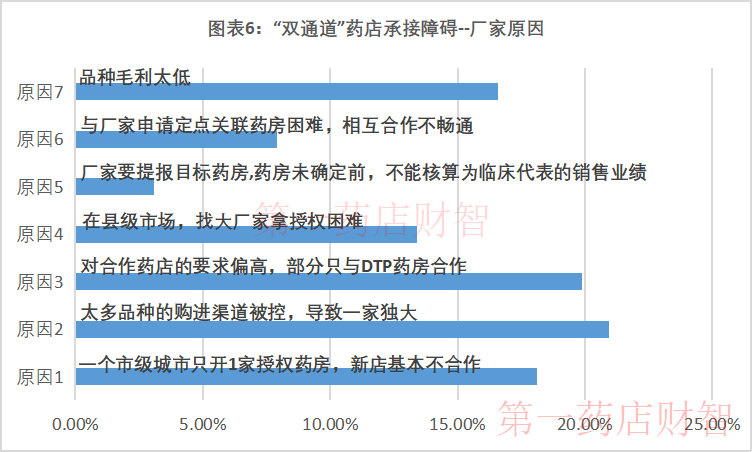 图表6：“双通道”药店承接障碍--厂家原因
品种毛利太低
原因7
与厂家申请定点关联药房困难，相互合作不畅通
原因6
厂家要提报目标药房,药房未确定前，不能核算为临床代表的销售业绩
原因5
在县级市场，找大厂家拿授权困难
原因4
第一药店财智
对合作药店的要求偏高，部分只与DTP药房合作
原因3
太多品种的购进渠道被控，导致一家独大
原因2
一个市级城市只开1家授权药房，新店基本不合作
原因1
0.00% 5.00% 10.00% 15.00% 20.00% 25.00%
第一药店财智